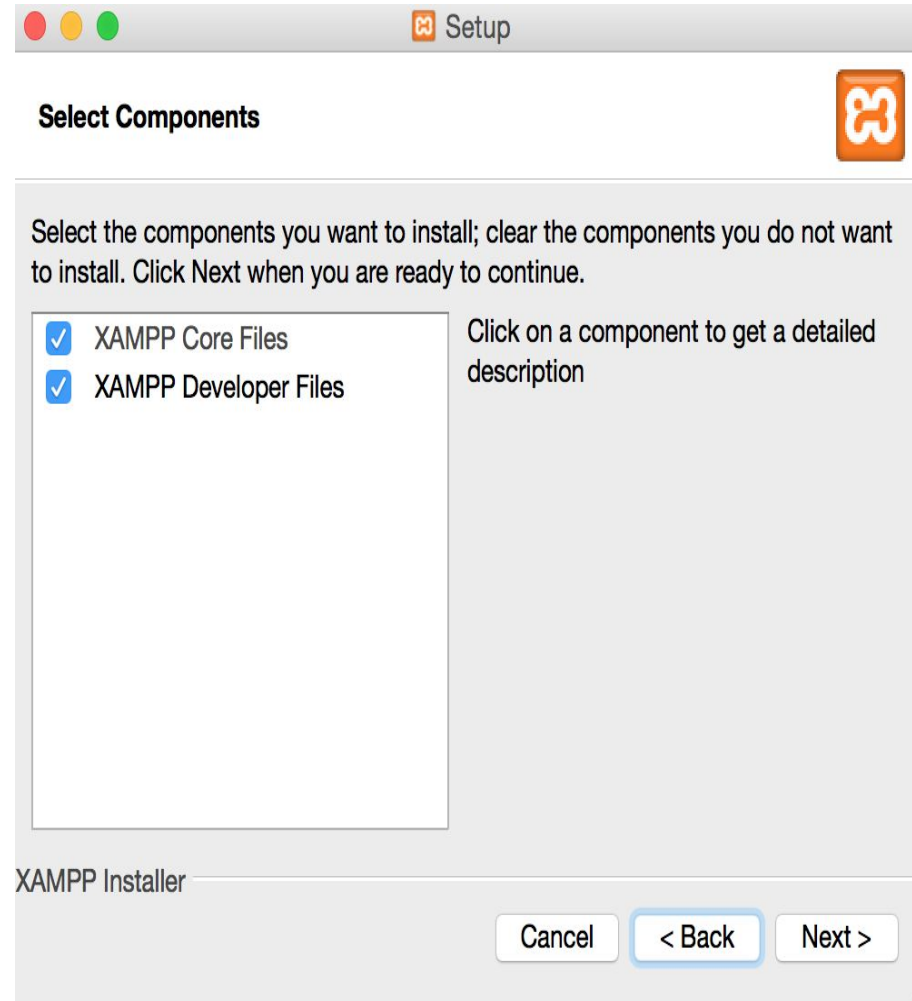 Setup
Select Components
Select the components you want to install; clear the components you do not want
to install. Click Next when you are ready to continue.
XAMPP Core Files
XAMPP Developer Files
Click on a component to get a detailed
description
XAMPP Installer
Cancel
< Back
Next >